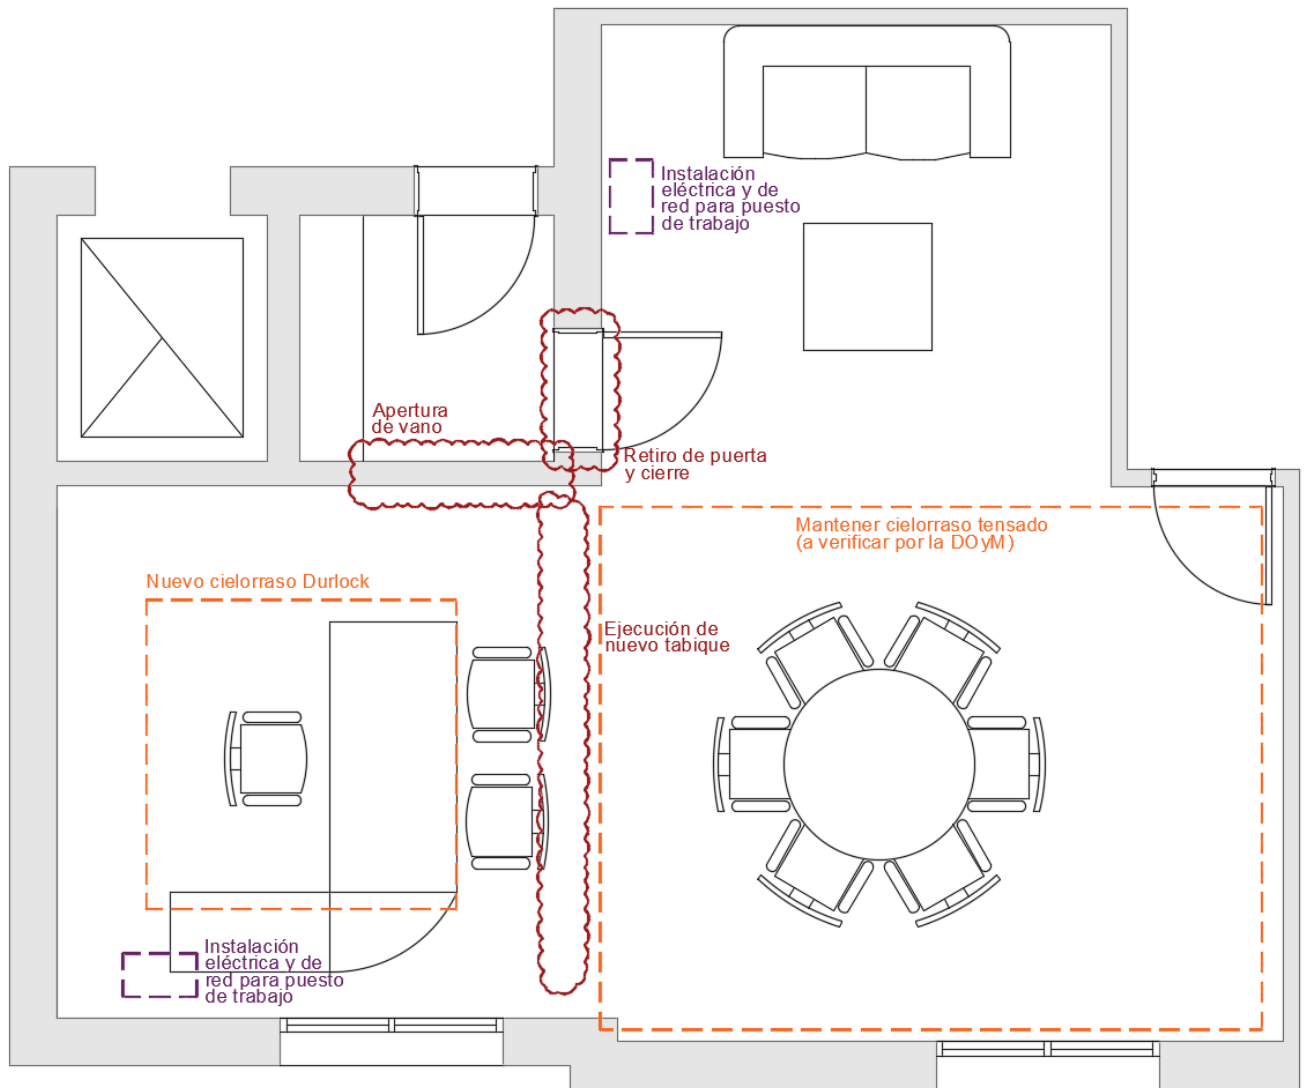 Instalación
eléctrica y de
red para puesto
de trabajo
Apertura
de vano
Retiro de puerta
y cierre
Mantener cielorraso tensado
(a verificar por la DOyM)
Nuevo cielorraso Durlock
Ejecución de
nuevo tabique
Instalación
eléctrica y de
red para puesto
de trabajo